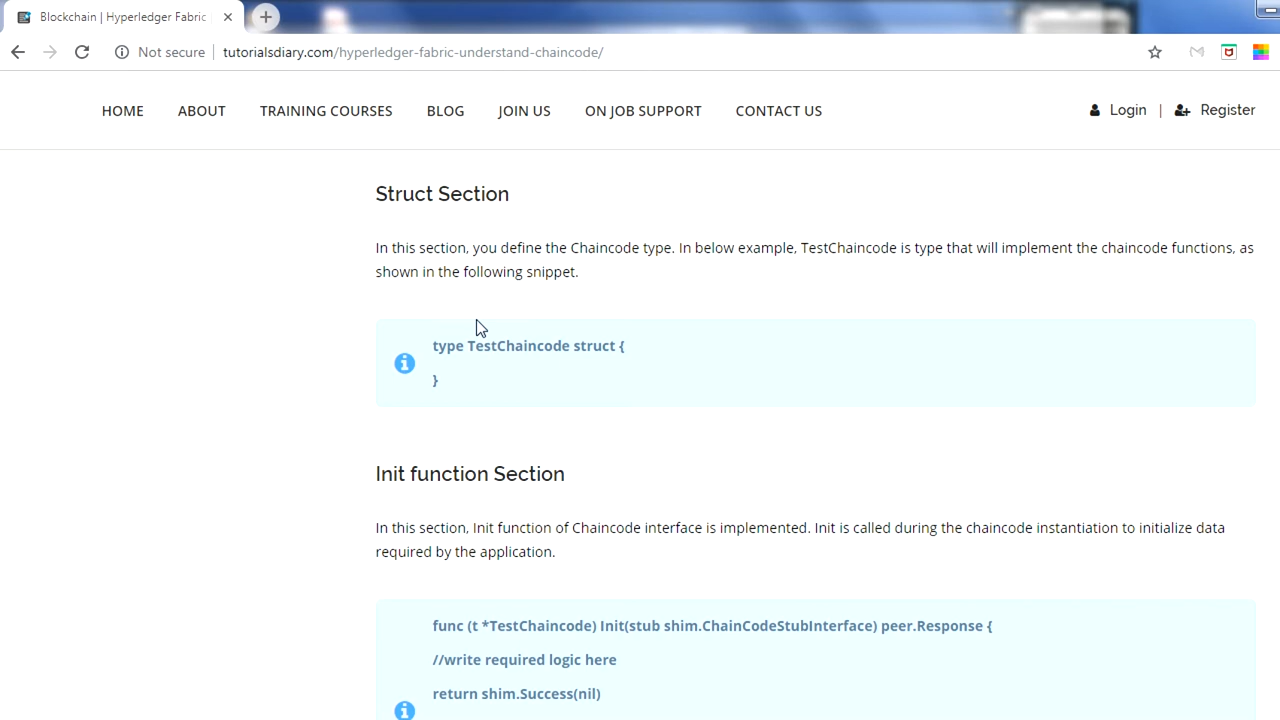 Blockchain | Hyperledger Fabric
Not secure | tutorialsdiary.com/hyperledger-fabric-understand-chaincode/
HOME ABOUT TRAINING COURSES BLOG JOIN US ON JOB SUPPORT CONTACT US Login | Register
Struct Section
In this section, you define the Chaincode type. In below example, TestChaincode is type that will implement the chaincode functions, as
shown in the following snippet.
type TestChaincode struct {
}
Init function Section
In this section, Init function of Chaincode interface is implemented. Init is called during the chaincode instantiation to initialize data
required by the application.
func (t *TestChaincode) Init(stub shim.ChainCodeStubInterface) peer.Response {
//write required logic here
return shim.Success(nil)